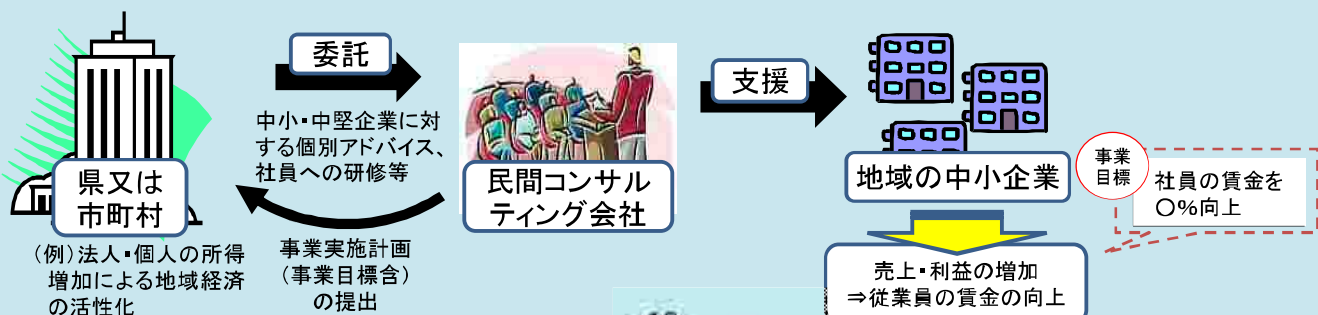 委託
中小・中堅企業に対
する個別アドバイス、
社員への研修等
県又は
市町村
(例)法人・個人の所得
増加による地域経済
の活性化
事業実施計画
(事業目標含)
の提出
民間コンサル
ティング会社
支援
地域の中小企業
事業
目標
社員の賃金を
〇%向上
売上・利益の増加
⇒従業員の賃金の向上